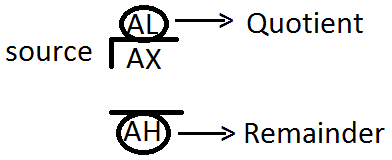 AL Quotient
source AX
AH Remainder